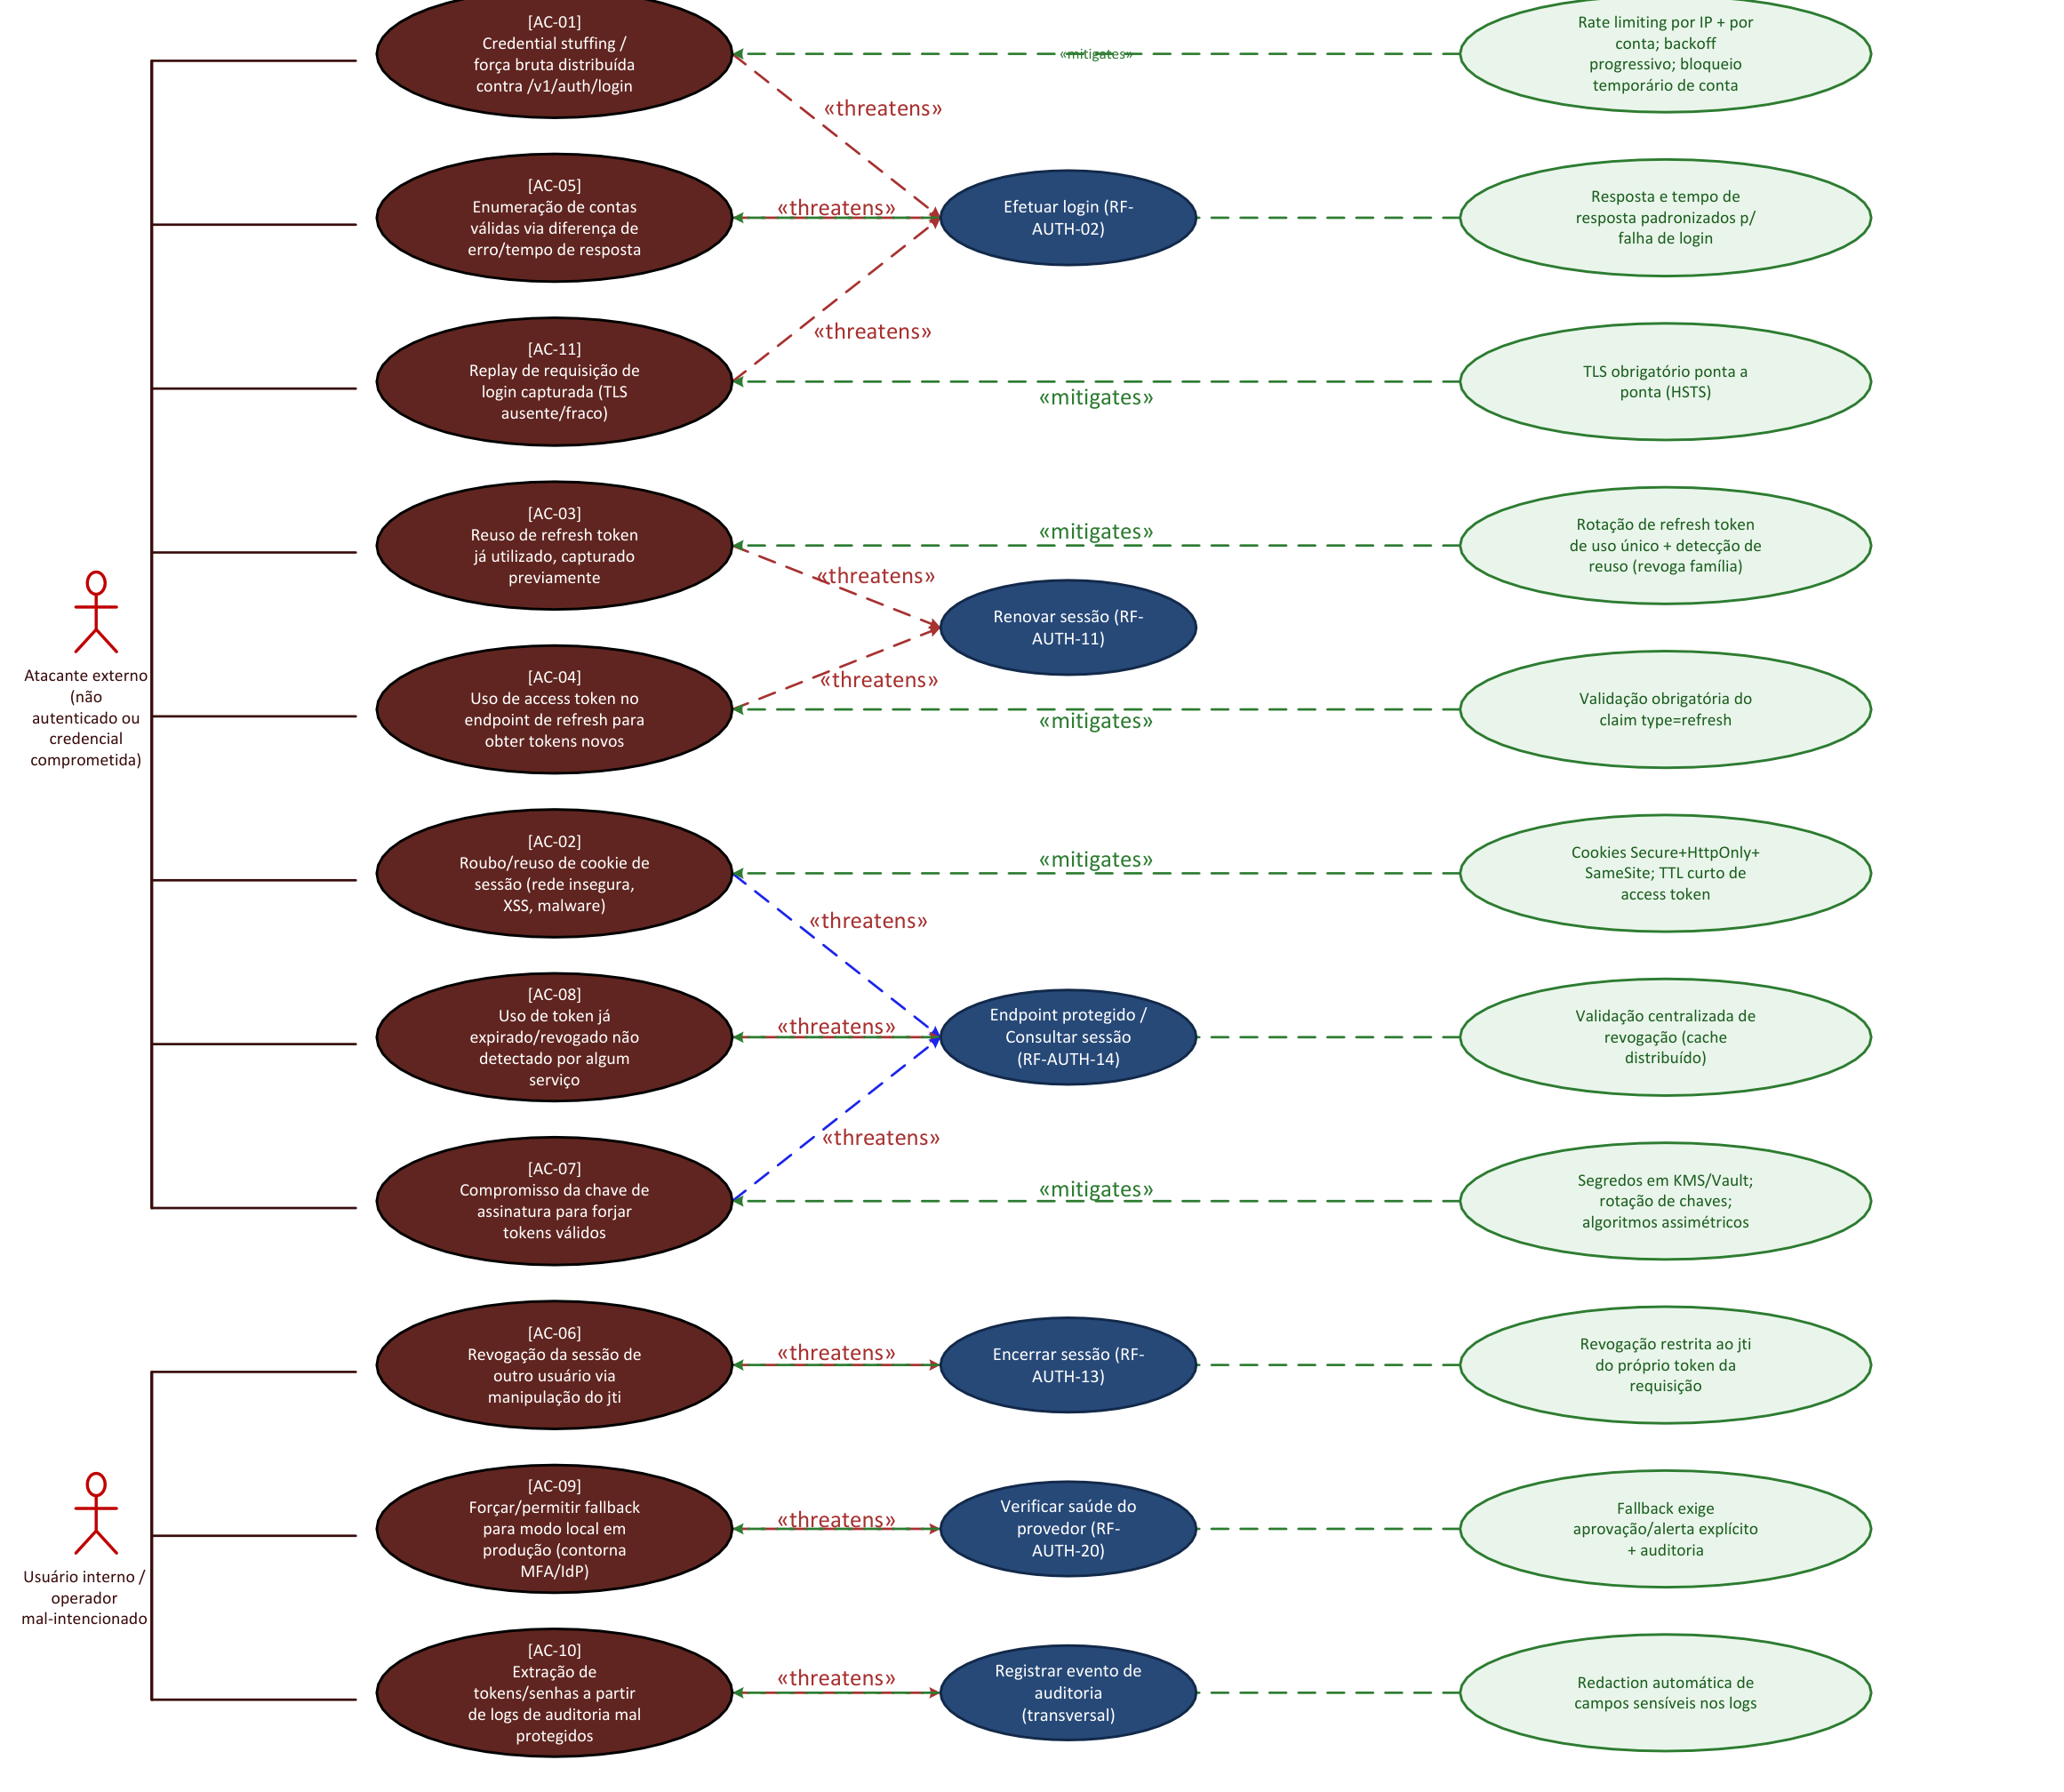 [AC-01]
Credential stuffing /
força bruta distribuída
contra /v1/auth/login
«mitigates»
Rate limiting por IP + por
conta; backoff
progressivo; bloqueio
temporário de conta
«threatens»
[AC-05]
Enumeração de contas
válidas via diferença de
erro/tempo de resposta
«threatens»
Efetuar login (RF-
AUTH-02)
Resposta e tempo de
resposta padronizados p/
falha de login
«threatens»
[AC-11]
Replay de requisição de
login capturada (TLS
ausente/fraco)
«mitigates»
TLS obrigatório ponta a
ponta (HSTS)
[AC-03]
Reuso de refresh token
já utilizado, capturado
previamente
«mitigates»
Rotação de refresh token
de uso único + detecção de
reuso (revoga família)
«threatens»
Renovar sessão (RF-
AUTH-11)
«threatens»
Atacante externo
(não
autenticado ou
credencial
comprometida)
[AC-04]
Uso de access token no
endpoint de refresh para
obter tokens novos
«mitigates»
Validação obrigatória do
claim type=refresh
[AC-02]
Roubo/reuso de cookie de
sessão (rede insegura,
XSS, malware)
«mitigates»
Cookies Secure+HttpOnly+
SameSite; TTL curto de
access token
«threatens»
[AC-08]
Uso de token já
expirado/revogado não
detectado por algum
serviço
«threatens»
Endpoint protegido /
Consultar sessão
(RF-AUTH-14)
Validação centralizada de
revogação (cache
distribuído)
«threatens»
[AC-07]
Compromisso da chave de
assinatura para forjar
tokens válidos
«mitigates»
Segredos em KMS/Vault;
rotação de chaves;
algoritmos assimétricos
[AC-06]
Revogação da sessão de
outro usuário via
manipulação do jti
«threatens»
Encerrar sessão (RF-
AUTH-13)
Revogação restrita ao jti
do próprio token da
requisição
Usuário interno /
operador
mal-intencionado
[AC-09]
Forçar/permitir fallback
para modo local em
produção (contorna
MFA/IdP)
«threatens»
Verificar saúde do
provedor (RF-
AUTH-20)
Fallback exige
aprovação/alerta explícito
+ auditoria
[AC-10]
Extração de
tokens/senhas a partir
de logs de auditoria mal
protegidos
«threatens»
Registrar evento de
auditoria
(transversal)
Redaction automática de
campos sensíveis nos logs